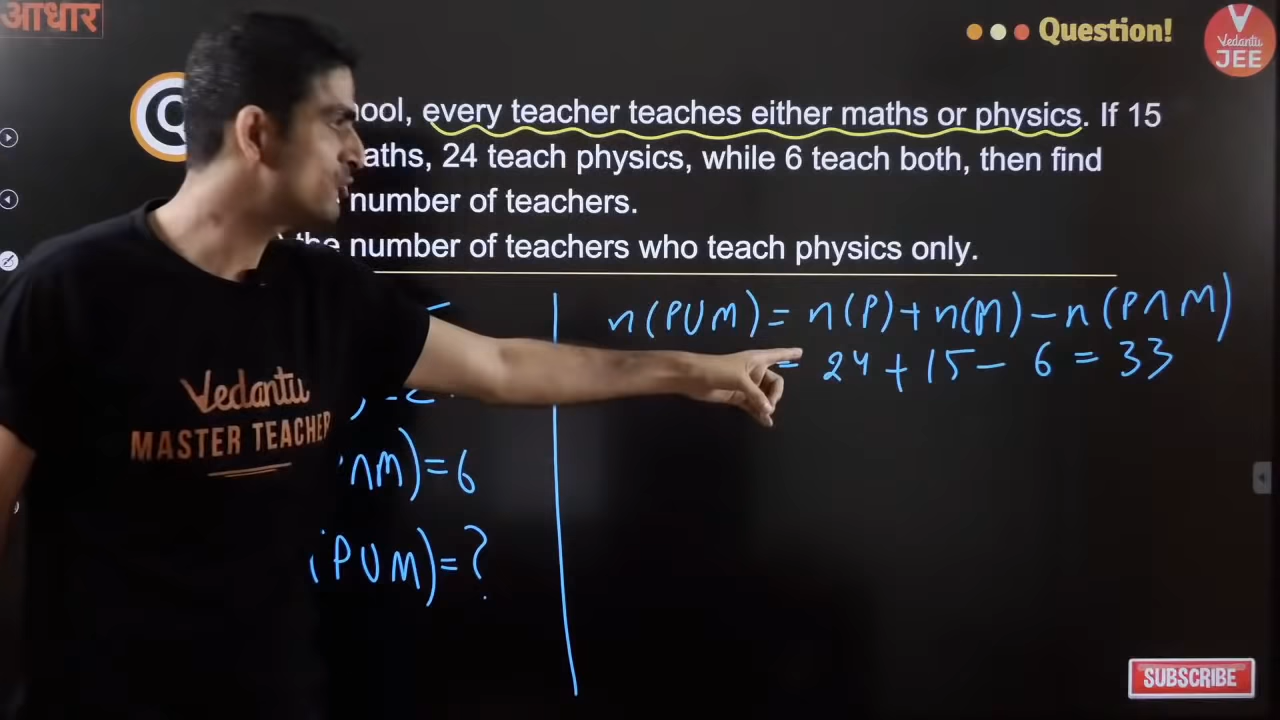 आधार
Question!
Vedantu
JEE
every teacher teaches either maths or physics. If 15
24 teach physics, while 6 teach both, then find
number of teachers.
the number of teachers who teach physics only.
n(P∪M) = n(P) + n(M) - n(P∩M)
= 24 + 15 - 6 = 33
∩M) = 6
P∪M) = ?
Vedantu
MASTER TEACHER
SUBSCRIBE